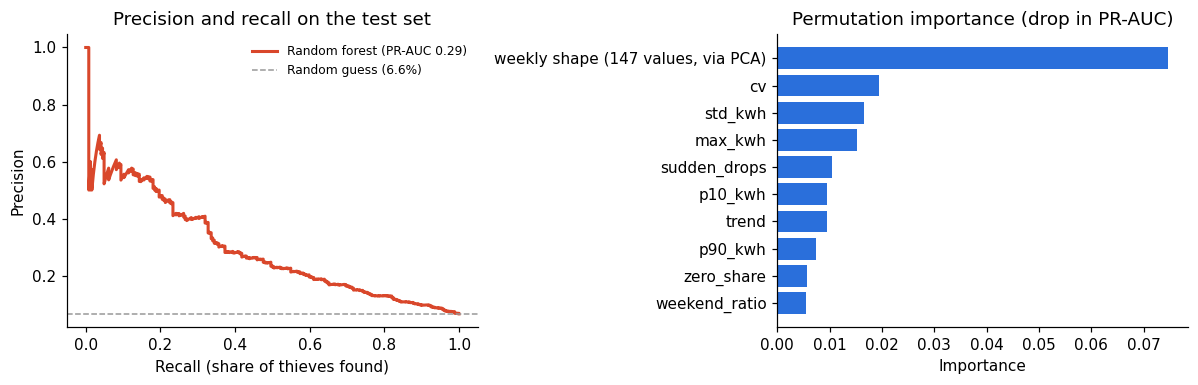 Precision and recall on the test set
Precision
1.0
0.8
0.6
0.4
0.2
Random forest (PR-AUC 0.29)
Random guess (6.6%)
0.0 0.2 0.4 0.6 0.8 1.0
Recall (share of thieves found)
Permutation importance (drop in PR-AUC)
weekly shape (147 values, via PCA)
cv
std_kwh
max_kwh
sudden_drops
p10_kwh
trend
p90_kwh
zero_share
weekend_ratio
0.00 0.01 0.02 0.03 0.04 0.05 0.06 0.07
Importance